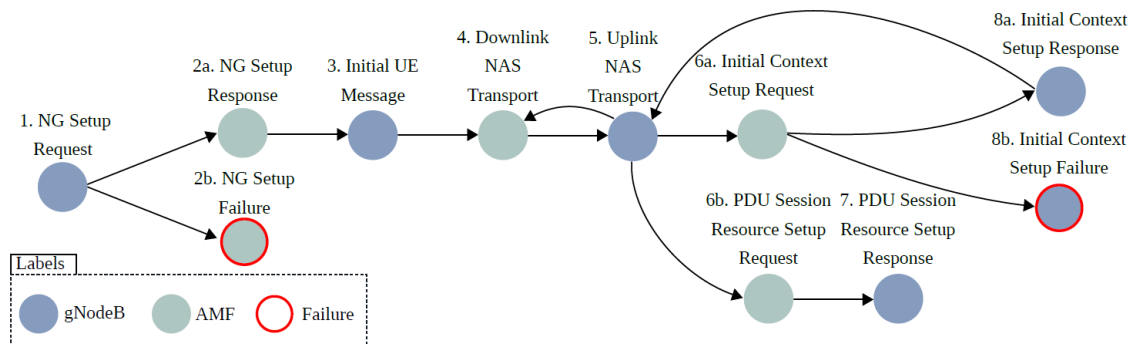 1. NG Setup
Request
2a. NG Setup
Response
2b. NG Setup
Failure
3. Initial UE
Message
4. Downlink
NAS
Transport
5. Uplink
NAS
Transport
6a. Initial Context
Setup Request
6b. PDU Session
Resource Setup
Request
7. PDU Session
Resource Setup
Response
8a. Initial Context
Setup Response
8b. Initial Context
Setup Failure
Labels
gNodeB
AMF
Failure